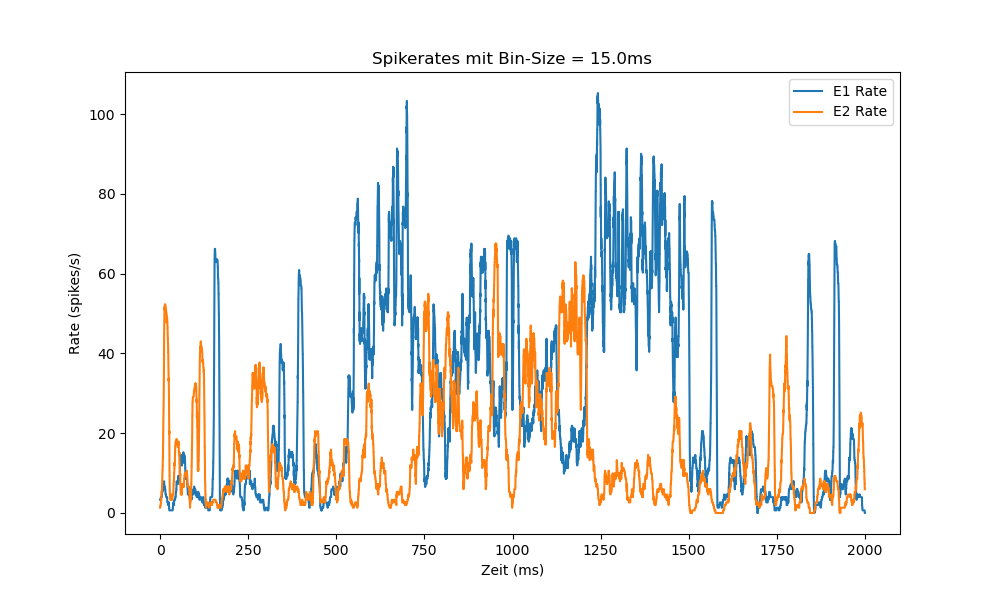 Spikerates mit Bin-Size = 15.0ms
E1 Rate
E2 Rate
Rate (spikes/s)
100
80
60
40
20
0
0 250 500 750 1000 1250 1500 1750 2000
Zeit (ms)